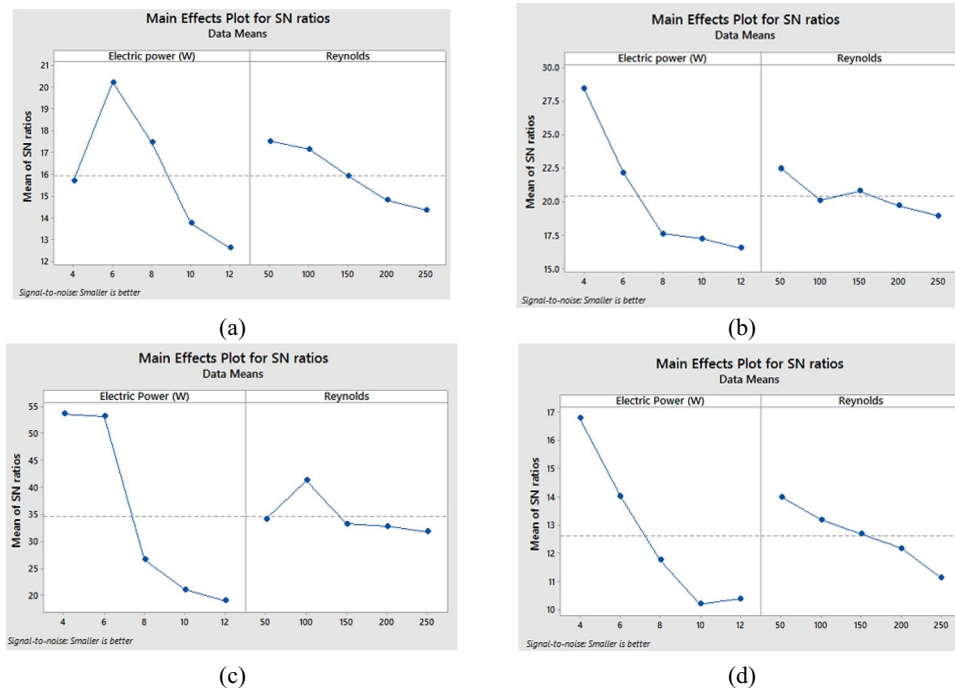 Main Effects Plot for SN ratios
Data Means
Electric power (W) Reynolds
Mean of SN ratios
21
20
19
18
17
16
15
14
13
12
4 6 8 10 12 50 100 150 200 250
Signal-to-noise: Smaller is better
(a)
Main Effects Plot for SN ratios
Data Means
Electric power (W) Reynolds
Mean of SN ratios
30.0
27.5
25.0
22.5
20.0
17.5
15.0
4 6 8 10 12 50 100 150 200 250
Signal-to-noise: Smaller is better
(b)
Main Effects Plot for SN ratios
Data Means
Electric Power (W) Reynolds
Mean of SN ratios
55
50
45
40
35
30
25
20
4 6 8 10 12 50 100 150 200 250
Signal-to-noise: Smaller is better
(c)
Main Effects Plot for SN ratios
Data Means
Electric Power (W) Reynolds
Mean of SN ratios
17
16
15
14
13
12
11
10
4 6 8 10 12 50 100 150 200 250
Signal-to-noise: Smaller is better
(d)